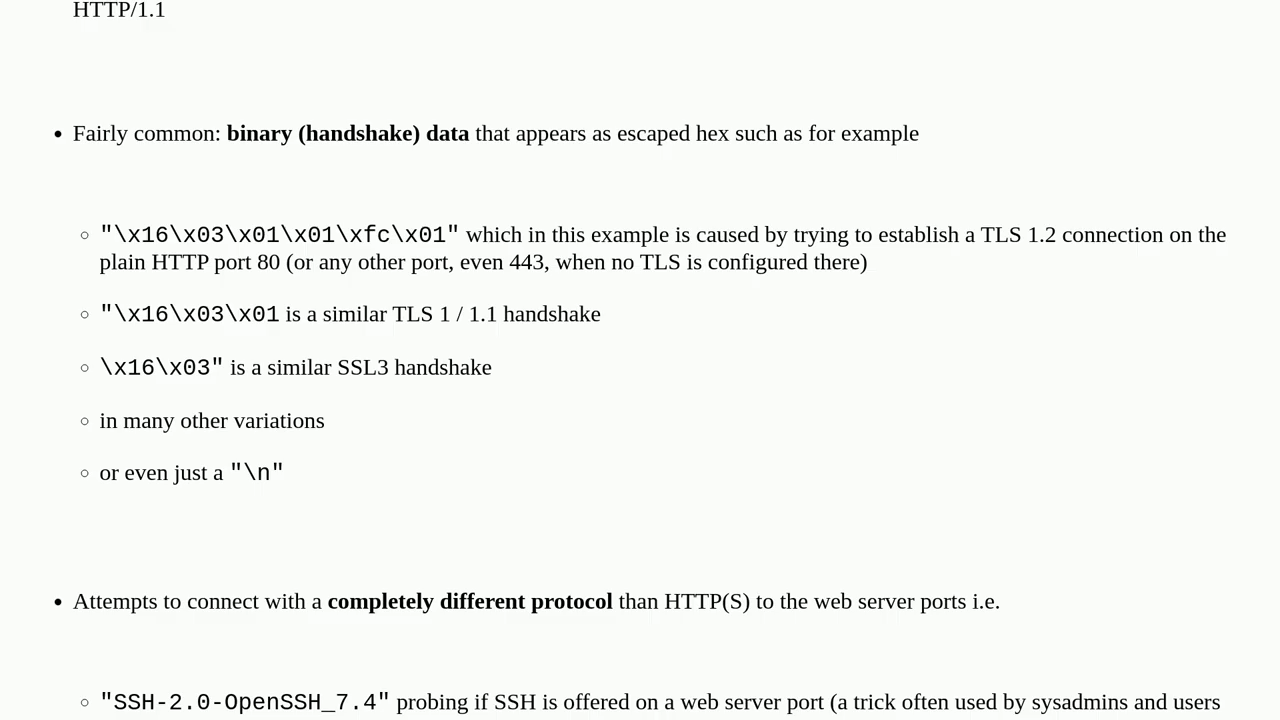 HTTP/1.1
• Fairly common: binary (handshake) data that appears as escaped hex such as for example
◦ "\x16\x03\x01\x01\xfc\x01" which in this example is caused by trying to establish a TLS 1.2 connection on the
plain HTTP port 80 (or any other port, even 443, when no TLS is configured there)
◦ "\x16\x03\x01 is a similar TLS 1 / 1.1 handshake
◦ \x16\x03" is a similar SSL3 handshake
◦ in many other variations
◦ or even just a "\n"
• Attempts to connect with a completely different protocol than HTTP(S) to the web server ports i.e.
◦ "SSH-2.0-OpenSSH_7.4" probing if SSH is offered on a web server port (a trick often used by sysadmins and users